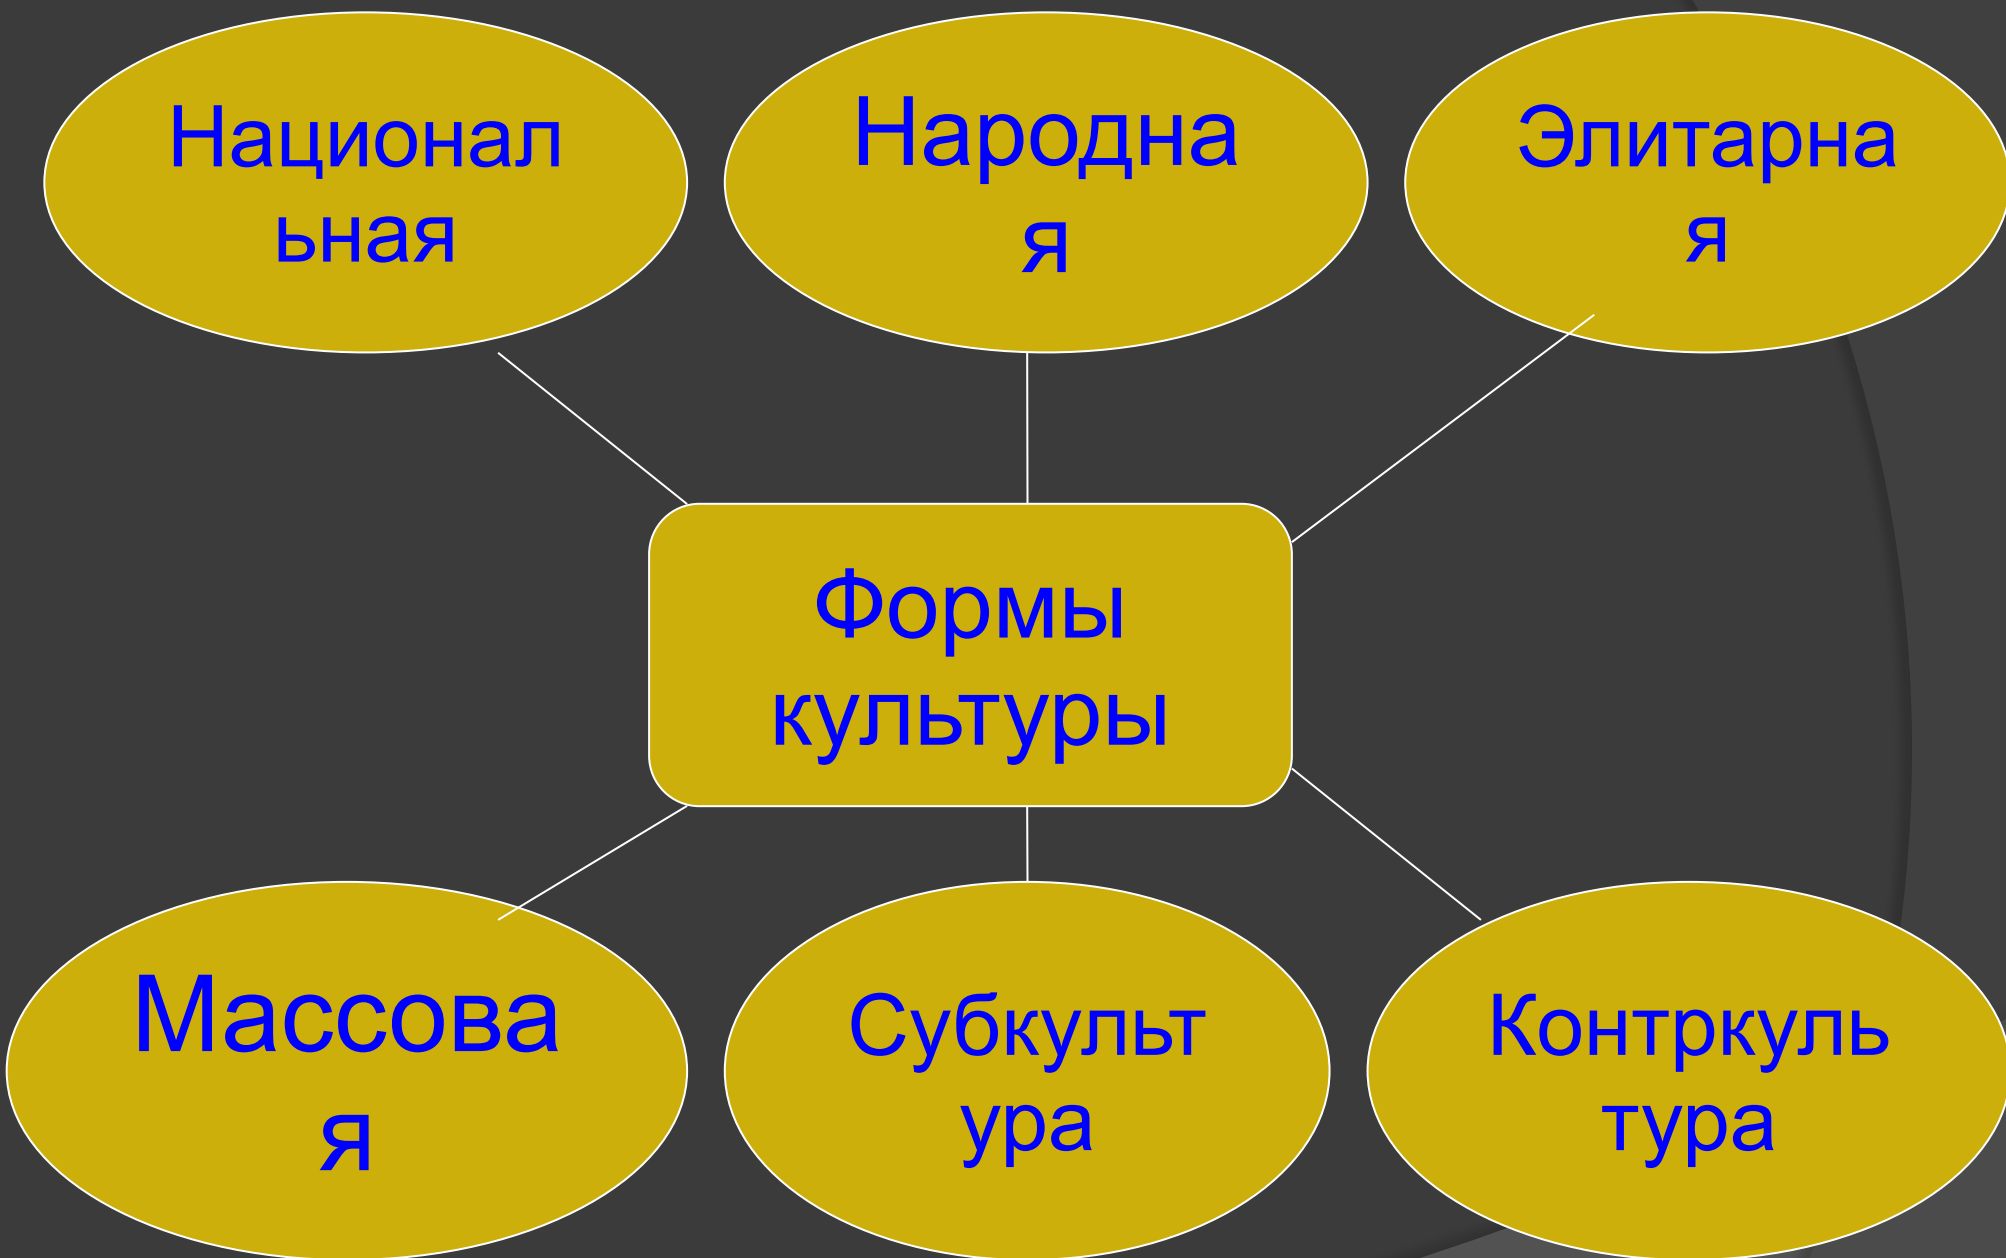 Национал
ьная
Народна
я
Элитарна
я
Формы
культуры
Массова
я
Субкульт
ура
Контркуль
тура